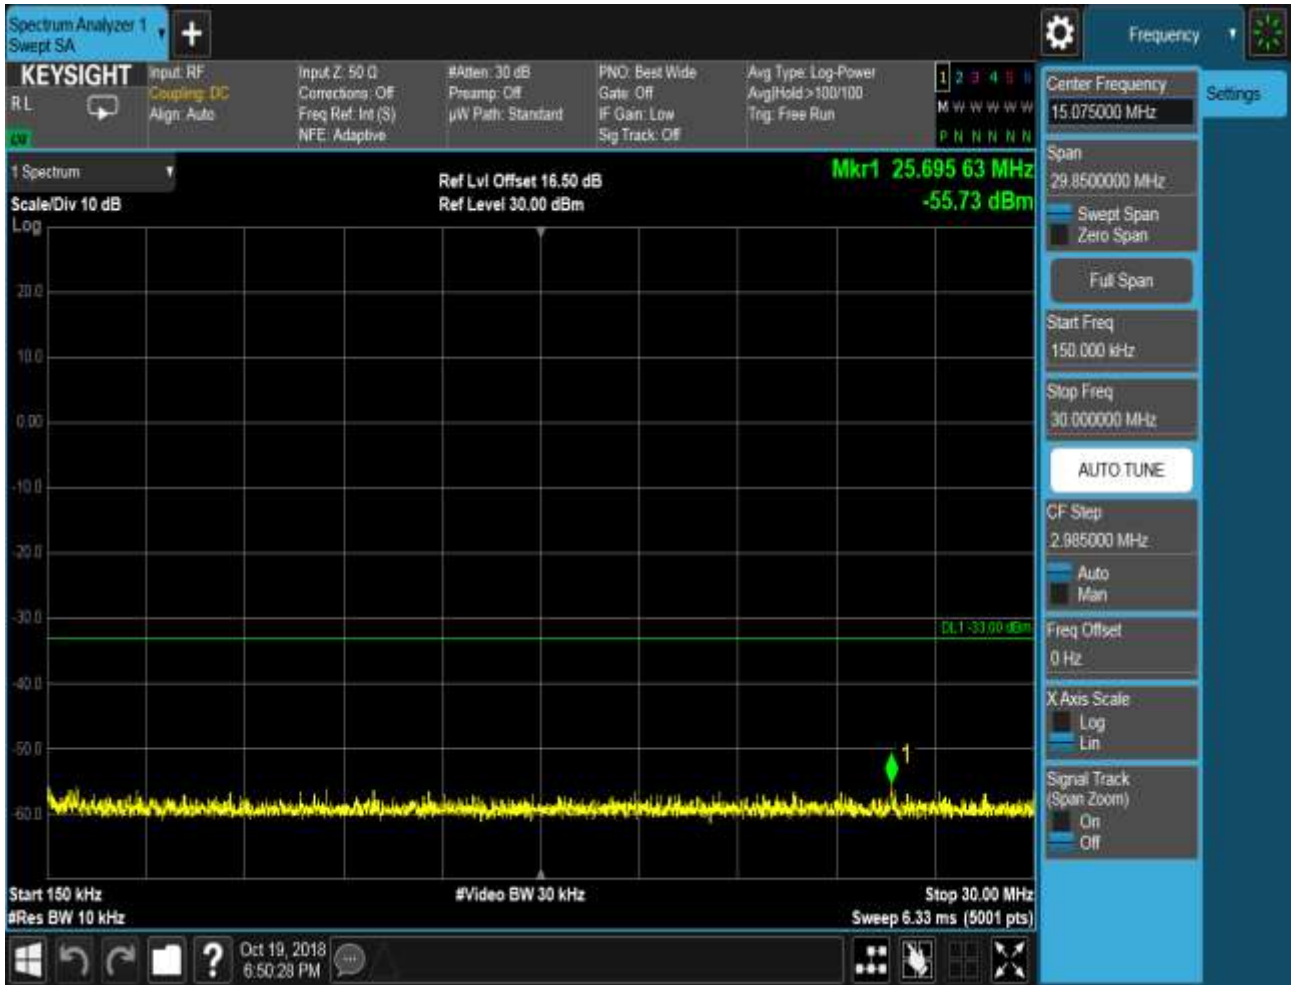 Spectrum Analyzer 1
Swept SA
Frequency
KEYSIGHT
RL
Input: RF
Coupling: DC
Align: Auto
Input Z: 50 Ω
Corrections: Off
Freq Ref: Int (S)
NFE: Adaptive
#Atten: 30 dB
Preamp: Off
µW Path: Standard
PNO: Best Wide
Gate: Off
IF Gain: Low
Sig Track: Off
Avg Type: Log-Power
Avg|Hold:>100/100
Trig: Free Run
1 2 3 4 5 6
M W W W W W
P N N N N N
1 Spectrum
Scale/Div 10 dB
Log
Ref Lvl Offset 16.50 dB
Ref Level 30.00 dBm
Mkr1 25.695 63 MHz
-55.73 dBm
20.0
10.0
0.00
-10.0
-20.0
-30.0
-40.0
-50.0
-60.0
DL1 -33.00 dBm
1
Start 150 kHz
#Res BW 10 kHz
#Video BW 30 kHz
Stop 30.00 MHz
Sweep 6.33 ms (5001 pts)
Center Frequency
15.075000 MHz
Settings
Span
29.8500000 MHz
Swept Span
Zero Span
Full Span
Start Freq
150.000 kHz
Stop Freq
30.000000 MHz
AUTO TUNE
CF Step
2.985000 MHz
Auto
Man
Freq Offset
0 Hz
X Axis Scale
Log
Lin
Signal Track
(Span Zoom)
On
Off
?
Oct 19, 2018
6:50:28 PM